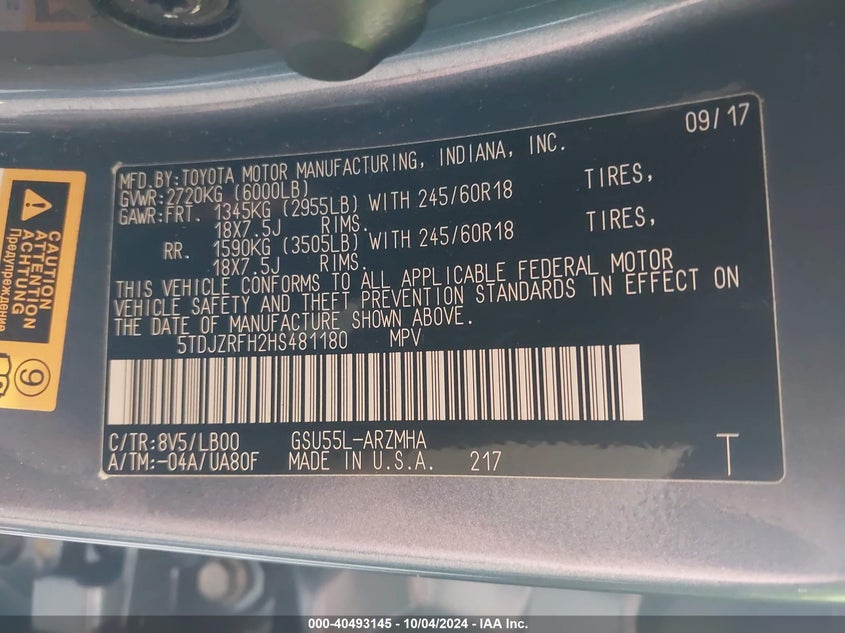 09/17
MFD.BY:TOYOTA MOTOR MANUFACTURING, INDIANA, INC.
GVWR:2720KG (6000LB)
GAWR:FRT. 1345KG (2955LB) WITH 245/60R18 TIRES,
18X7.5J RIMS.
RR. 1590KG (3505LB) WITH 245/60R18 TIRES,
18X7.5J RIMS.
THIS VEHICLE CONFORMS TO ALL APPLICABLE FEDERAL MOTOR
VEHICLE SAFETY AND THEFT PREVENTION STANDARDS IN EFFECT ON
THE DATE OF MANUFACTURE SHOWN ABOVE.
5TDJZRFH2HS481180 MPV
C/TR:8V5/LB00 GSU55L-ARZMHA
A/TM:-04A/UA80F MADE IN U.S.A. 217 T
CAUTION
ATTENTION
ACHTUNG
Предупреждение
9
000-40493145 - 10/04/2024 - IAA Inc.